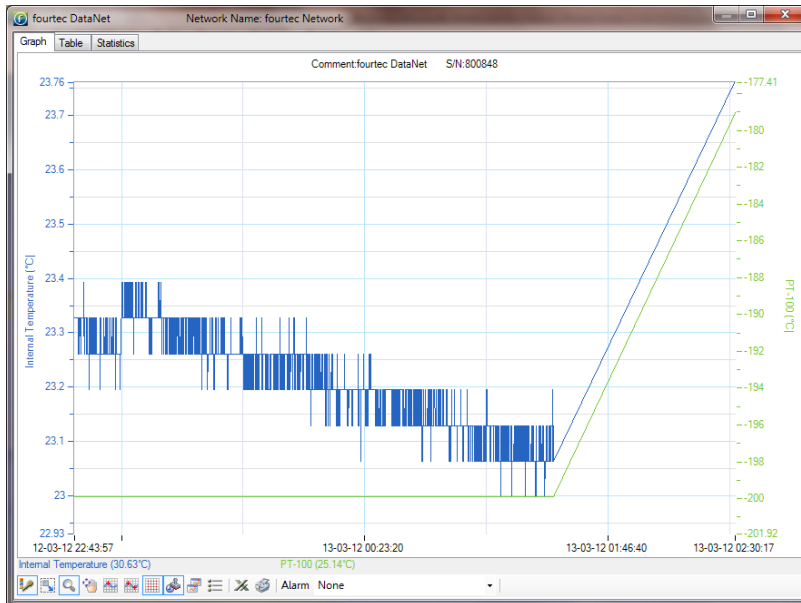 fourtec DataNet Network Name: fourtec Network
Graph Table Statistics
Comment:fourtec DataNet S/N:800848
23.76
23.7
23.6
23.5
23.4
23.3
23.2
23.1
23
22.93
Internal Temperature (°C)
-177.41
-180
-182
-184
-186
-188
-190
-192
-194
-196
-198
-200
-201.92
PT-100 (°C)
12-03-12 22:43:57 13-03-12 00:23:20 13-03-12 01:46:40 13-03-12 02:30:17
Internal Temperature (30.63°C) PT-100 (25.14°C)
Alarm None